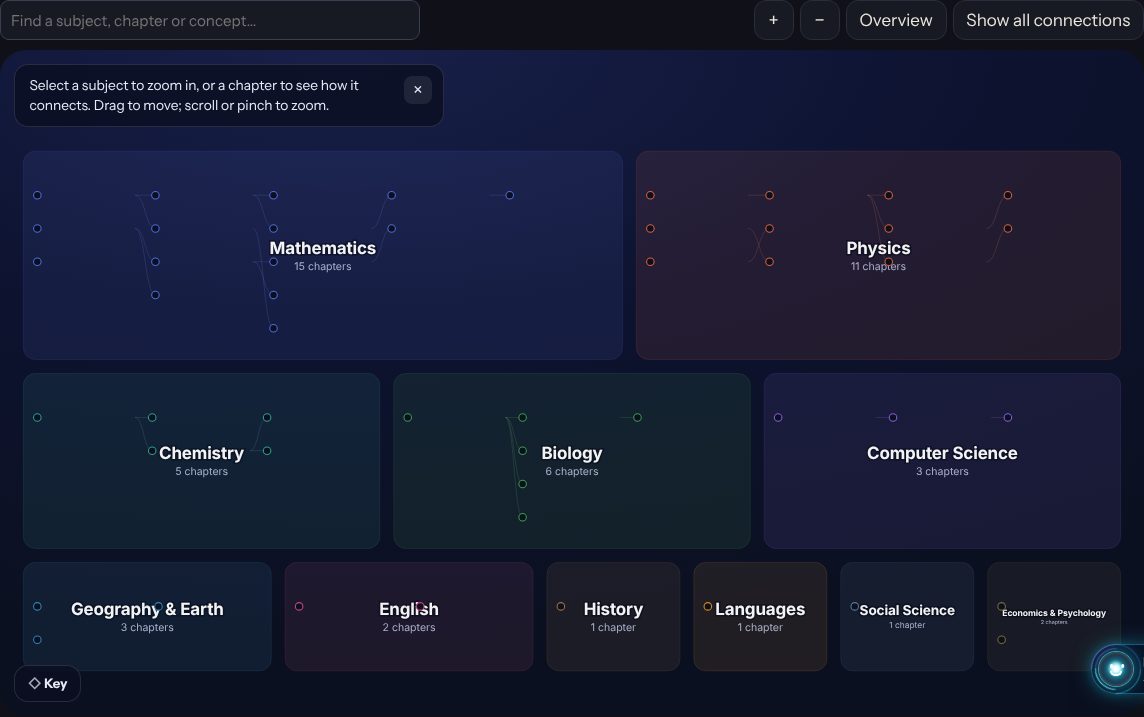 Find a subject, chapter or concept...
+
−
Overview
Show all connections
Select a subject to zoom in, or a chapter to see how it
connects. Drag to move; scroll or pinch to zoom.
×
Mathematics
15 chapters
Physics
11 chapters
Chemistry
5 chapters
Biology
6 chapters
Computer Science
3 chapters
Geography & Earth
3 chapters
English
2 chapters
History
1 chapter
Languages
1 chapter
Social Science
1 chapter
Economics & Psychology
2 chapters
Key